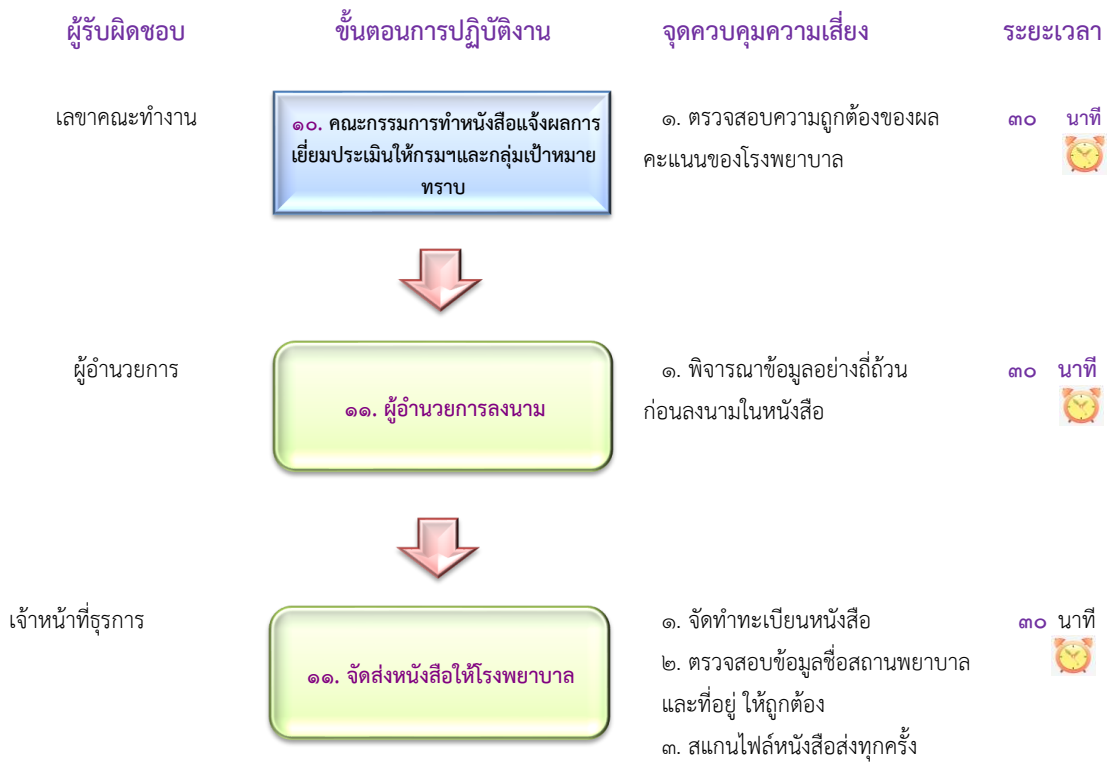 ผู้รับผิดชอบ ขั้นตอนการปฏิบัติงาน จุดควบคุมความเสี่ยง ระยะเวลา
เลขาคณะทำงาน
๑๐. คณะกรรมการทำหนังสือแจ้งผลการ
เยี่ยมประเมินให้กรมฯและกลุ่มเป้าหมาย
ทราบ
๑. ตรวจสอบความถูกต้องของผล
คะแนนของโรงพยาบาล
๓๐ นาที
ผู้อำนวยการ
๑๑. ผู้อำนวยการลงนาม
๑. พิจารณาข้อมูลอย่างถี่ถ้วน
ก่อนลงนามในหนังสือ
๓๐ นาที
เจ้าหน้าที่ธุรการ
๑๑. จัดส่งหนังสือให้โรงพยาบาล
๑. จัดทำทะเบียนหนังสือ
๒. ตรวจสอบข้อมูลชื่อสถานพยาบาล
และที่อยู่ ให้ถูกต้อง
๓. สแกนไฟล์หนังสือส่งทุกครั้ง
๓๐ นาที